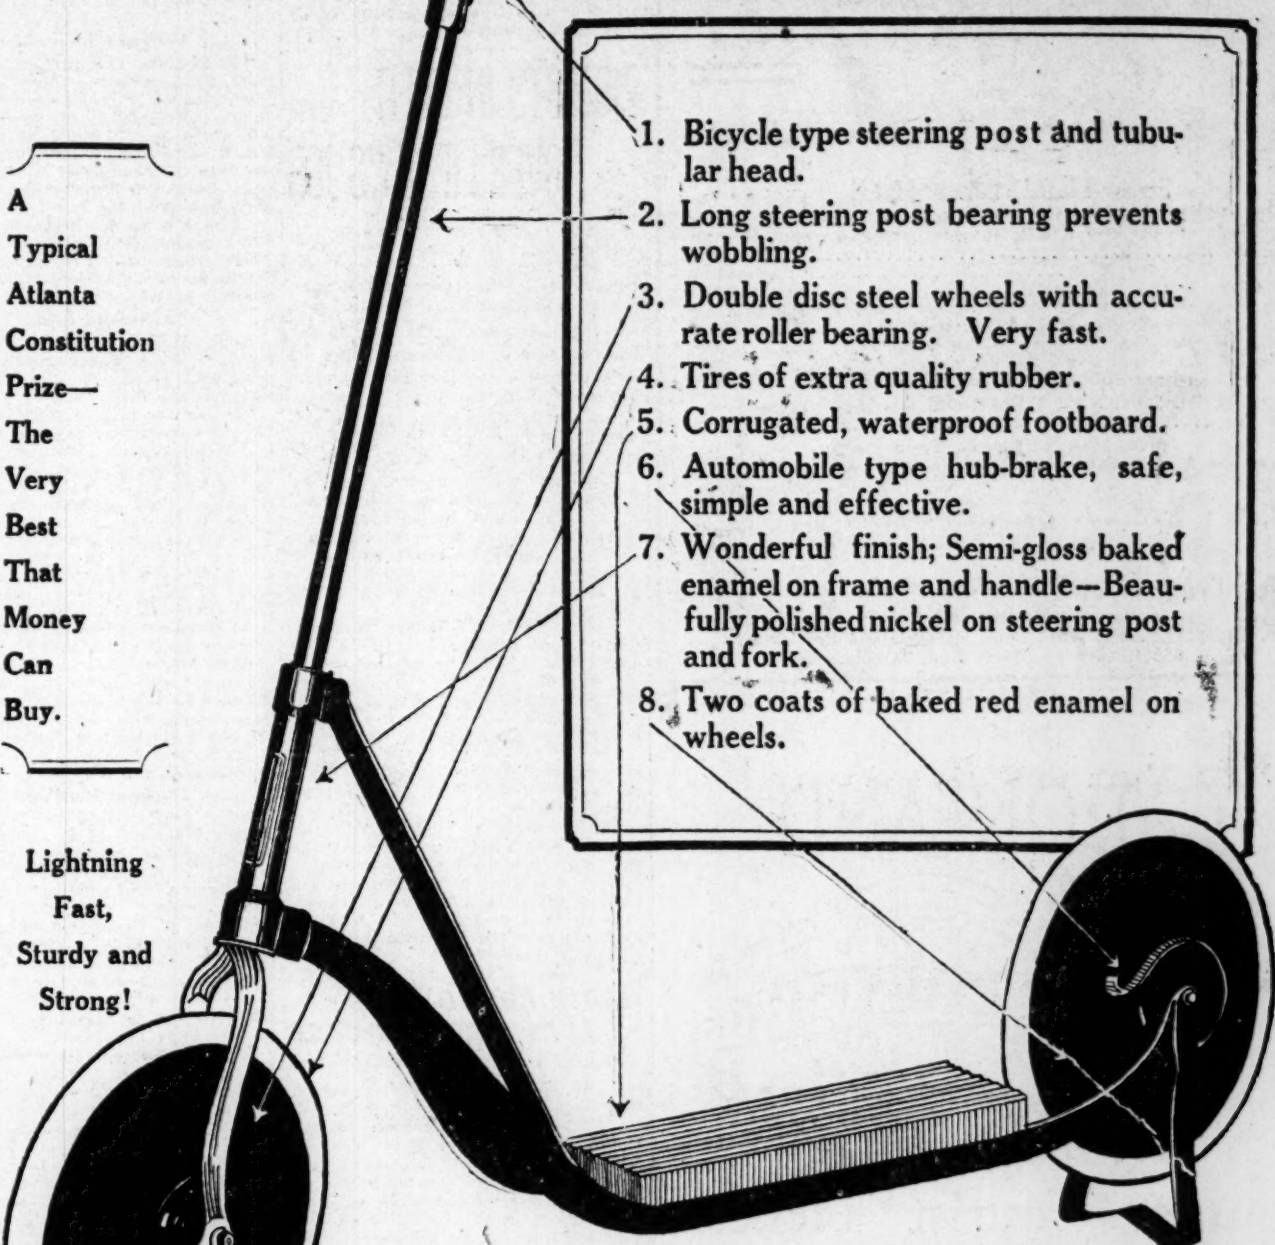 A
Typical
Atlanta
Constitution
Prize—
The
Very
Best
That
Money
Can
Buy.
Lightning
Fast,
Sturdy and
Strong!
1. Bicycle type steering post and tubu-
lar head.
2. Long steering post bearing prevents
wobbling.
3. Double disc steel wheels with accu-
rate roller bearing. Very fast.
4. Tires of extra quality rubber.
5. Corrugated, waterproof footboard.
6. Automobile type hub-brake, safe,
simple and effective.
7. Wonderful finish; Semi-gloss baked
enamel on frame and handle—Beau-
fully polished nickel on steering post
and fork.
8. Two coats of baked red enamel on
wheels.